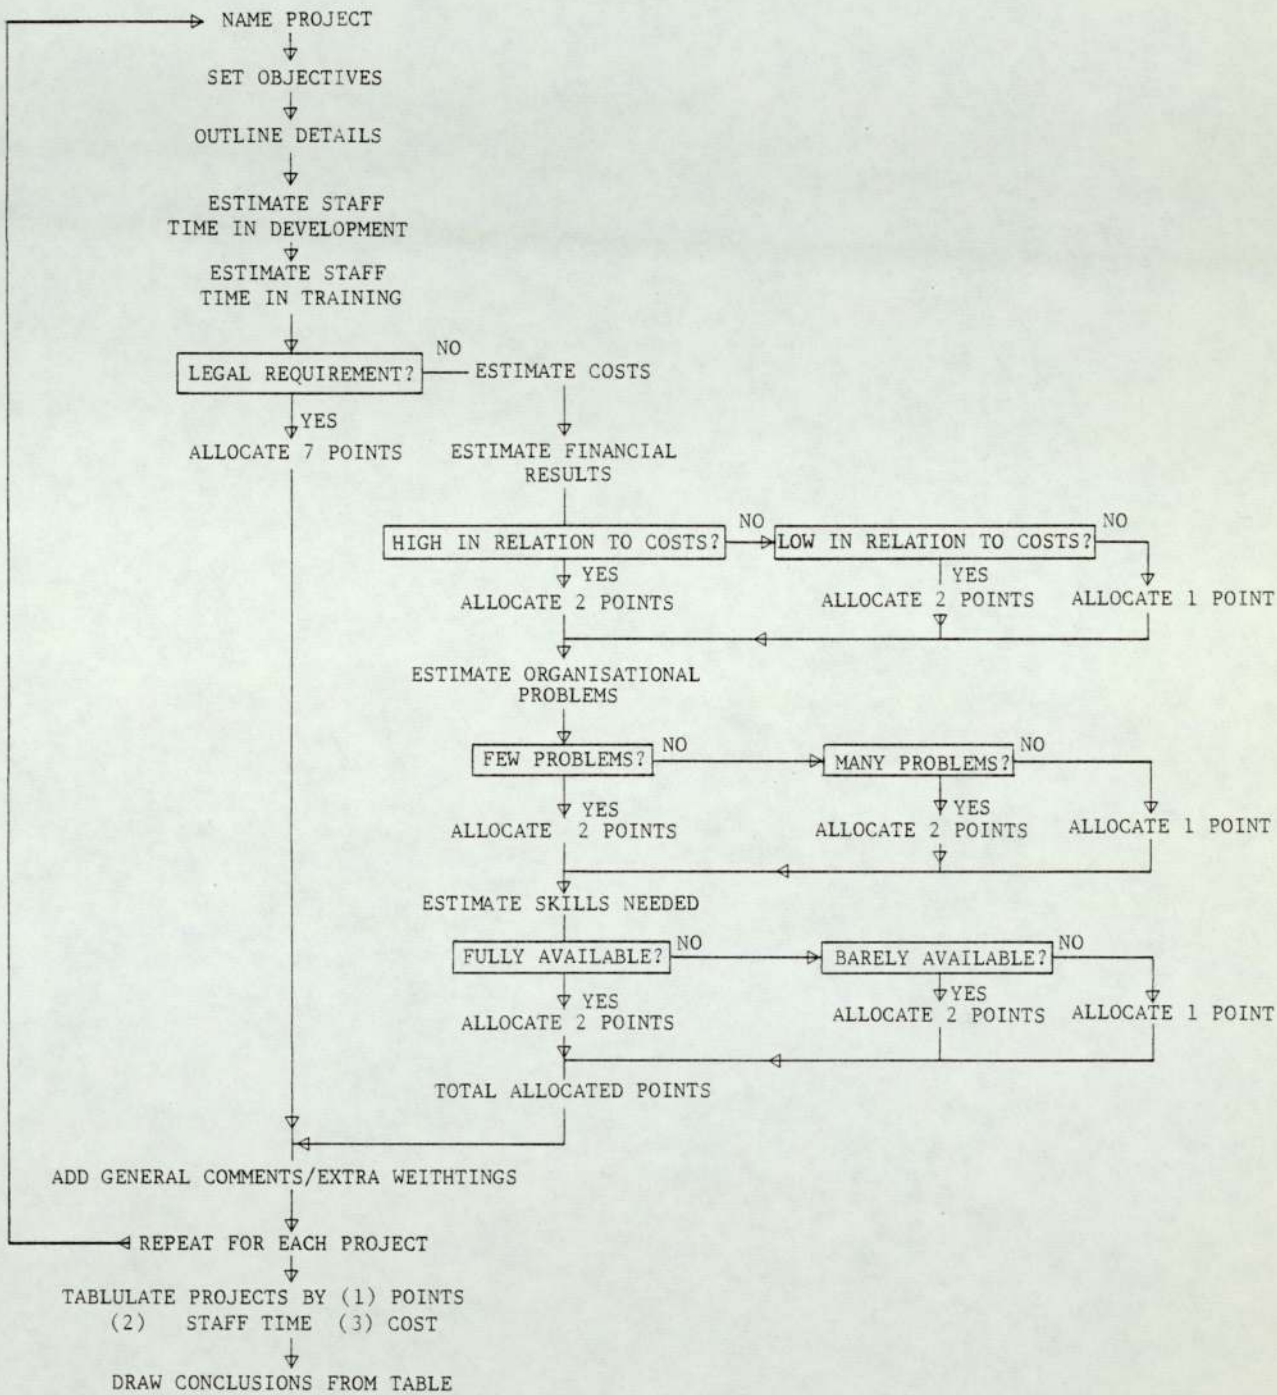 NAME PROJECT
SET OBJECTIVES
OUTLINE DETAILS
ESTIMATE STAFF
TIME IN DEVELOPMENT
ESTIMATE STAFF
TIME IN TRAINING
NO
LEGAL REQUIREMENT?
ESTIMATE COSTS
YES
ALLOCATE 7 POINTS
ESTIMATE FINANCIAL
RESULTS
HIGH IN RELATION TO COSTS?
NO
LOW IN RELATION TO COSTS?
NO
YES
ALLOCATE 2 POINTS
YES
ALLOCATE 2 POINTS
ALLOCATE 1 POINT
ESTIMATE ORGANISATIONAL
PROBLEMS
FEW PROBLEMS?
NO
MANY PROBLEMS?
NO
YES
ALLOCATE 2 POINTS
YES
ALLOCATE 2 POINTS
ALLOCATE 1 POINT
ESTIMATE SKILLS NEEDED
FULLY AVAILABLE?
NO
BARELY AVAILABLE?
NO
YES
ALLOCATE 2 POINTS
YES
ALLOCATE 2 POINTS
ALLOCATE 1 POINT
TOTAL ALLOCATED POINTS
ADD GENERAL COMMENTS/EXTRA WEITHTINGS
REPEAT FOR EACH PROJECT
TABLULATE PROJECTS BY (1) POINTS
(2) STAFF TIME (3) COST
DRAW CONCLUSIONS FROM TABLE